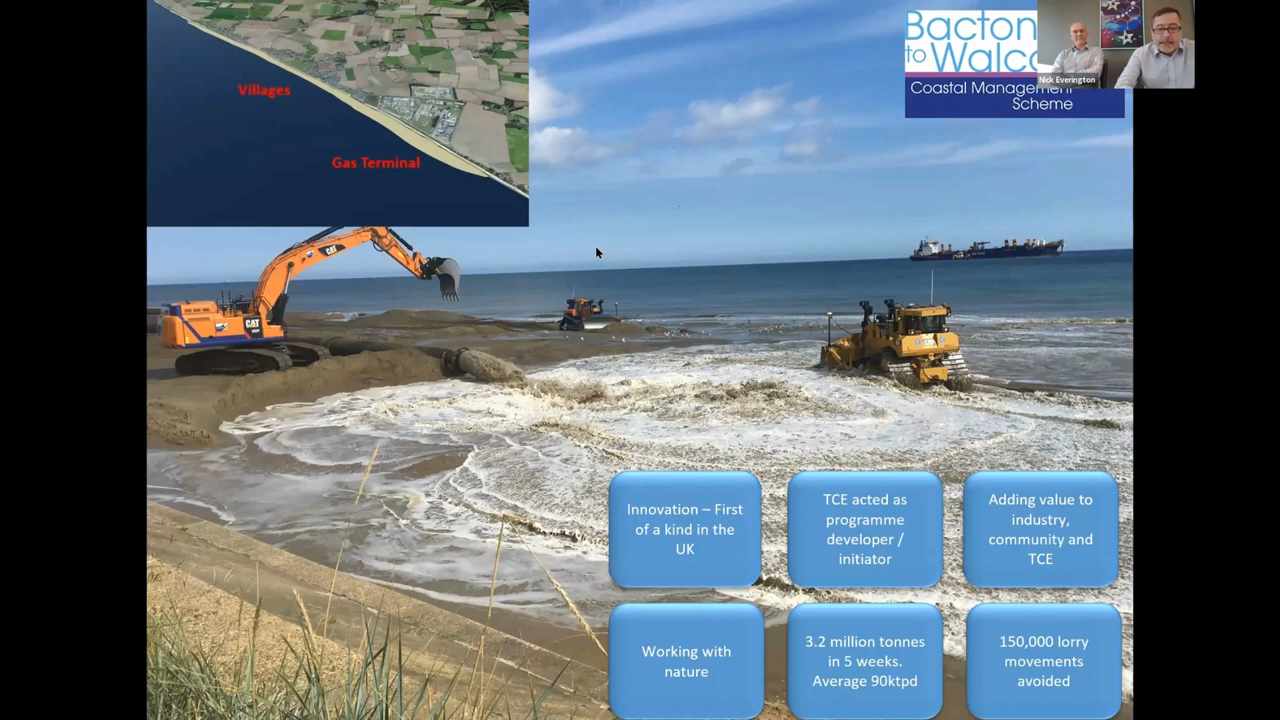 Villages
Gas Terminal
Bacton
to
Coastal Management
Scheme
Nick Everington
CAT
CAT
Innovation – First
of a kind in the
UK
TCE acted as
programme
developer /
initiator
Adding value to
industry,
community and
TCE
Working with
nature
3.2 million tonnes
in 5 weeks.
Average 90ktpd
150,000 lorry
movements
avoided